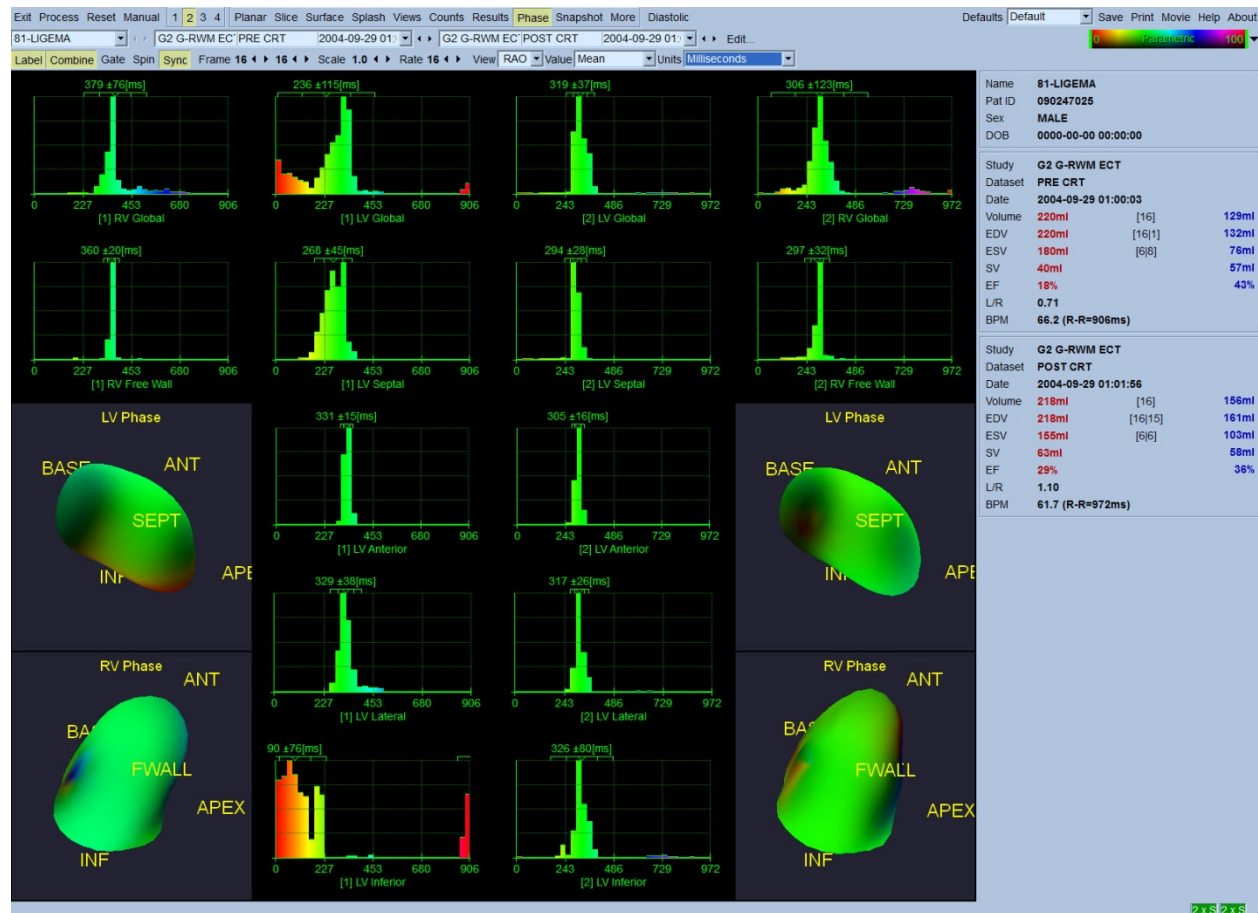 Exit Process Reset Manual 1 2 3 4 Planar Slice Surface Splash Views Counts Results Phase Snapshot More Diastolic Defaults Default Save Print Movie Help About
81-LIGEMA G2 G-RWM EC PRE CRT 2004-09-29 01: G2 G-RWM EC POST CRT 2004-09-29 01: Edit... 0 Parametric 100
Label Combine Gate Spin Sync Frame 16 16 Scale 1.0 Rate 16 View RAO Value Mean Units Milliseconds
379 ±76[ms]
0 227 453 680 906
[1] RV Global
236 ±115[ms]
0 227 453 680 906
[1] LV Global
319 ±37[ms]
0 243 486 729 972
[2] LV Global
306 ±123[ms]
0 243 486 729 972
[2] RV Global
360 ±20[ms]
0 227 453 680 906
[1] RV Free Wall
268 ±45[ms]
0 227 453 680 906
[1] LV Septal
294 ±28[ms]
0 243 486 729 972
[2] LV Septal
297 ±32[ms]
0 243 486 729 972
[2] RV Free Wall
LV Phase
BASE
ANT
SEPT
INF
APE
331 ±15[ms]
0 227 453 680 906
[1] LV Anterior
305 ±16[ms]
0 243 486 729 972
[2] LV Anterior
LV Phase
BASE
ANT
SEPT
INF
APE
329 ±38[ms]
0 227 453 680 906
[1] LV Lateral
317 ±26[ms]
0 243 486 729 972
[2] LV Lateral
RV Phase
ANT
BA
FWALL
APEX
INF
90 ±76[ms]
0 227 453 680 906
[1] LV Inferior
326 ±80[ms]
0 243 486 729 972
[2] LV Inferior
RV Phase
ANT
BAS
FWALL
APEX
INF
Name 81-LIGEMA
Pat ID 090247025
Sex MALE
DOB 0000-00-00 00:00:00
Study G2 G-RWM ECT
Dataset PRE CRT
Date 2004-09-29 01:00:03
Volume 220ml [16] 129ml
EDV 220ml [16|1] 132ml
ESV 180ml [6|8] 76ml
SV 40ml 57ml
EF 18% 43%
L/R 0.71
BPM 66.2 (R-R=906ms)
Study G2 G-RWM ECT
Dataset POST CRT
Date 2004-09-29 01:01:56
Volume 218ml [16] 156ml
EDV 218ml [16|15] 161ml
ESV 155ml [6|6] 103ml
SV 63ml 58ml
EF 29% 36%
L/R 1.10
BPM 61.7 (R-R=972ms)
2 x S 2 x S